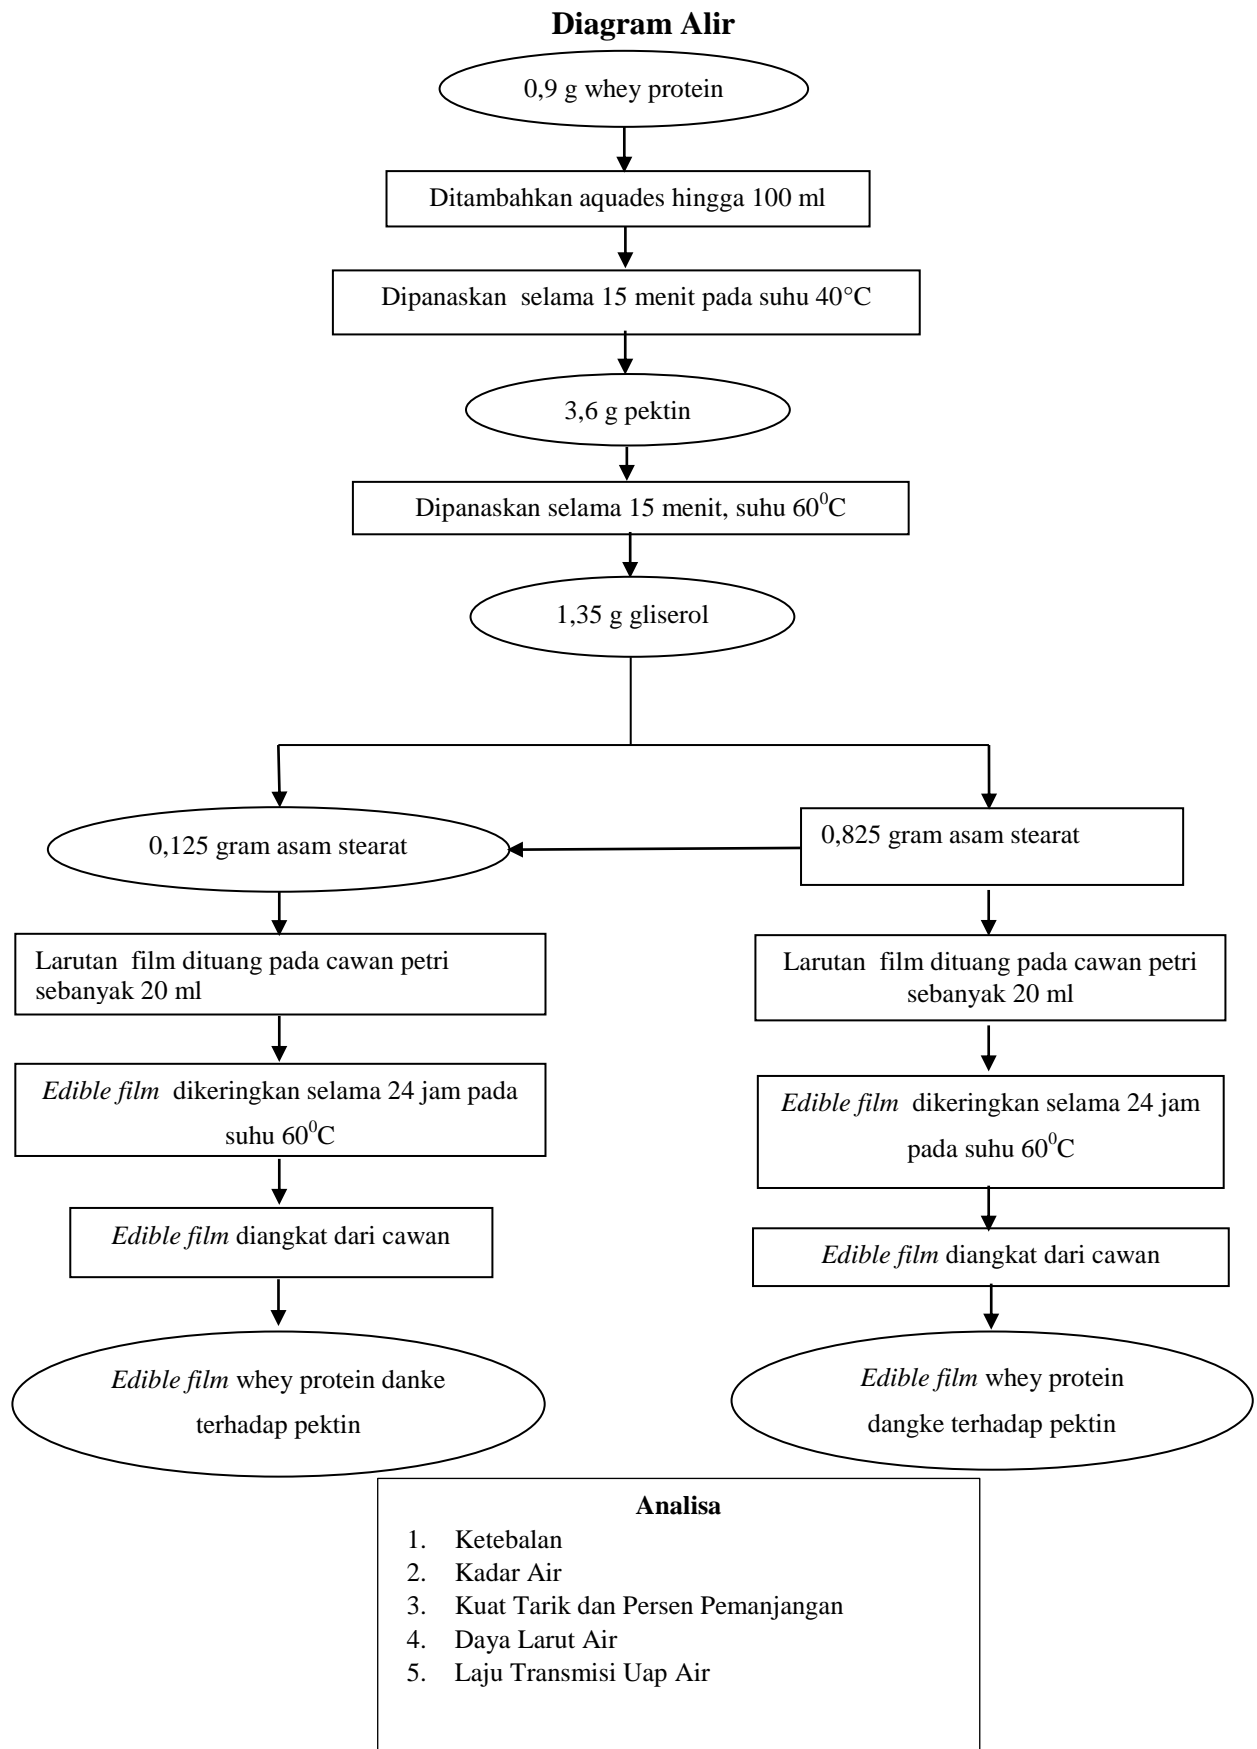 Diagram Alir
0,9 g whey protein
Ditambahkan aquades hingga 100 ml
Dipanaskan  selama 15 menit pada suhu 40°C
3,6 g pektin
Dipanaskan selama 15 menit, suhu 60⁰C
1,35 g gliserol
0,125 gram asam stearat
0,825 gram asam stearat
Larutan  film dituang pada cawan petri
sebanyak 20 ml
Edible film  dikeringkan selama 24 jam pada
suhu 60⁰C
Edible film diangkat dari cawan
Edible film whey protein danke
terhadap pektin
Larutan  film dituang pada cawan petri
sebanyak 20 ml
Edible film  dikeringkan selama 24 jam
pada suhu 60⁰C
Edible film diangkat dari cawan
Edible film whey protein
dangke terhadap pektin
Analisa
1. Ketebalan
2. Kadar Air
3. Kuat Tarik dan Persen Pemanjangan
4. Daya Larut Air
5. Laju Transmisi Uap Air